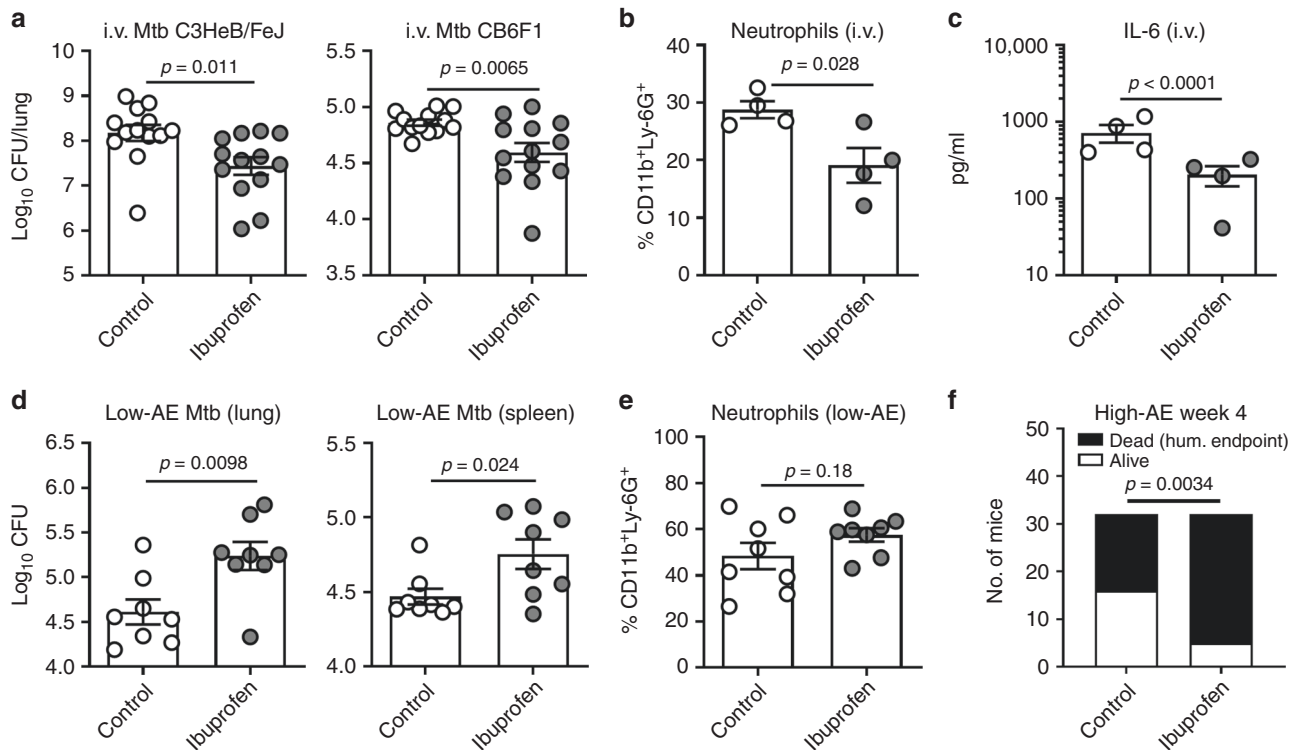 a
i.v. Mtb C3HeB/FeJ
Log10 CFU/lung
10
9
8
7
6
5
p = 0.011
Control
Ibuprofen
i.v. Mtb CB6F1
5.5
5.0
4.5
4.0
3.5
p = 0.0065
Control
Ibuprofen
b
Neutrophils (i.v.)
% CD11b+Ly-6G+
40
30
20
10
0
p = 0.028
Control
Ibuprofen
c
IL-6 (i.v.)
pg/ml
10,000
1000
100
10
p < 0.0001
Control
Ibuprofen
d
Low-AE Mtb (lung)
Log10 CFU
6.5
6.0
5.5
5.0
4.5
4.0
p = 0.0098
Control
Ibuprofen
Low-AE Mtb (spleen)
5.5
5.0
4.5
4.0
p = 0.024
Control
Ibuprofen
e
Neutrophils (low-AE)
% CD11b+Ly-6G+
100
80
60
40
20
0
p = 0.18
Control
Ibuprofen
f
High-AE week 4
No. of mice
50
40
30
20
10
0
Dead (hum. endpoint)
Alive
p = 0.0034
Control
Ibuprofen